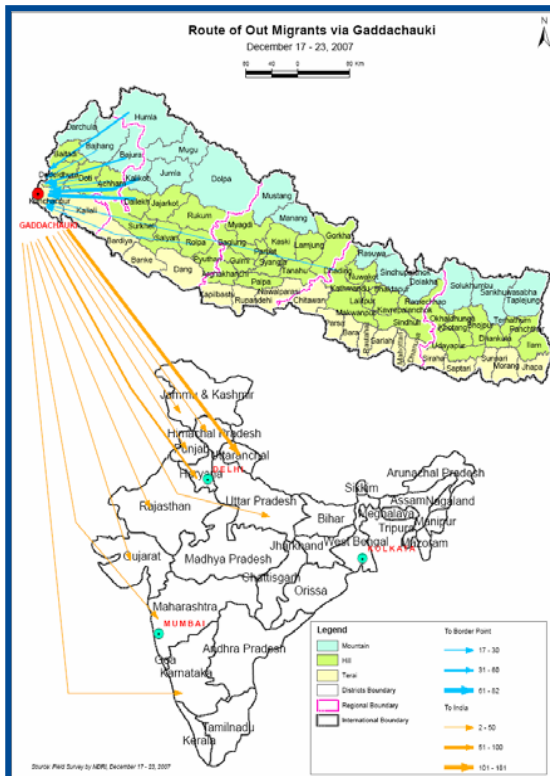 Route of Out Migrants via Gaddachauki
December 17 - 23, 2007
N
Humla
Darchula
Bajhang
Mugu
Baitadi
Bajura
Jumla
Dolpa
Doti
Achham
Kalikot
Mustang
Dailekh
Jajarkot
Manang
Kailali
Rukum
Gorkha
GADDACHAUKI
Surkhet
Salyan
Rolpa
Myagdi
Kaski
Lamjung
Rasuwa
Bardiya
Baglung
Parbat
Banke
Dang
Pyuthan
Gulmi
Syangja
Tanahu
Dhading
Nuwakot
Sindhupalchok
Dolakha
Solukhumbu
Sankhuwasabha
Taplejung
Arghakhanchi
Palpa
Kapilbastu
Nawalparasi
Rupandehi
Chitawan
Makwanpur
Lalitpur
Kavrepalanchok
Ramechhap
Okhaldhunga
Bhojpur
Dhankuta
Ilam
Parsa
Bara
Sindhuli
Udayapur
Siraha
Saptari
Sunsari
Morang
Jhapa
Jammu & Kashmir
Himachal Pradesh
Punjab
Uttaranchal
Haryana
DELHI
Arunachal Pradesh
Sikkim
Rajasthan
Uttar Pradesh
Assam
Nagaland
Bihar
Meghalaya
Manipur
Tripura
Mizoram
Gujarat
Madhya Pradesh
Jharkhand
West Bengal
KOLKATA
Chattisgarh
Orissa
Maharashtra
MUMBAI
Andhra Pradesh
Goa
Karnataka
Tamilnadu
Kerala
Legend
Mountain
Hill
Terai
Districts Boundary
Regional Boundary
International Boundary
To Border Point
17 - 30
31 - 60
61 - 82
To India
2 - 50
51 - 100
101 - 181
Source: Field Survey by NDRI, December 17 - 23, 2007